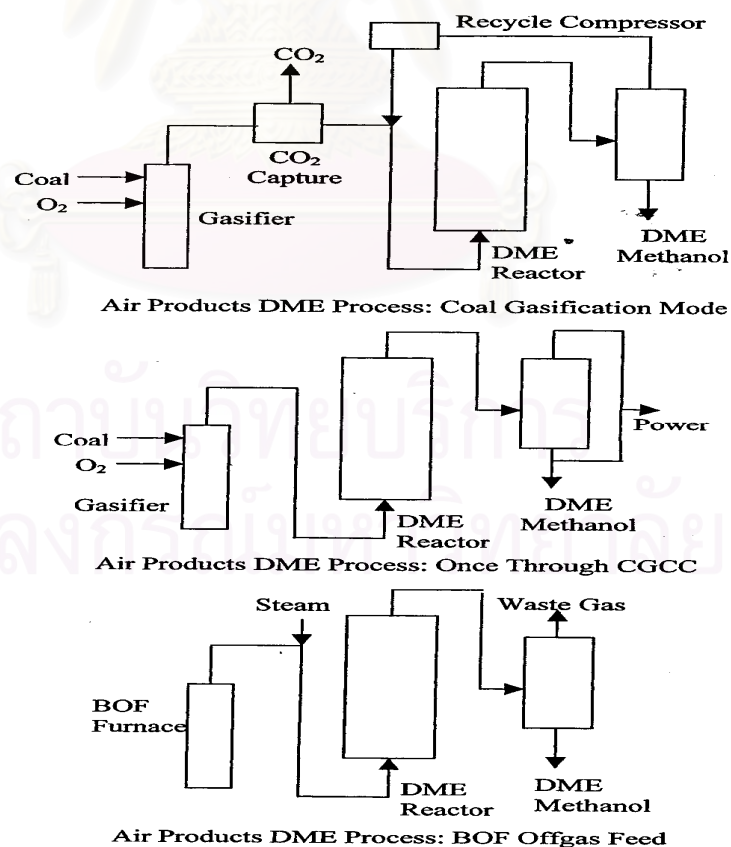 Recycle Compressor
CO₂
CO₂
Capture
Coal
O₂
Gasifier
DME
Reactor
DME
Methanol
Air Products DME Process: Coal Gasification Mode
Coal
O₂
Gasifier
Power
DME
Reactor
DME
Methanol
Air Products DME Process: Once Through CGCC
Steam
Waste Gas
BOF
Furnace
DME
Reactor
DME
Methanol
Air Products DME Process: BOF Offgas Feed